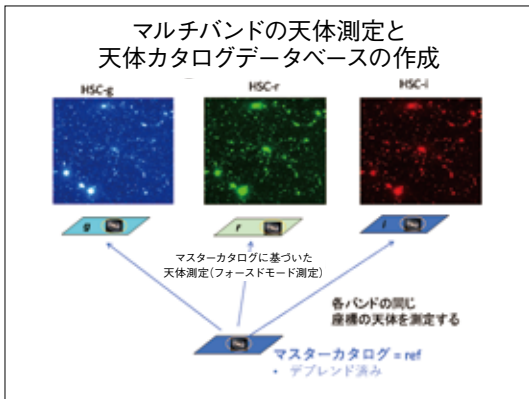 マルチバンドの天体測定と
天体カタログデータベースの作成
HSC-g
HSC-r
HSC-i
g
r
i
マスターカタログに基づいた
天体測定(フォースドモード測定)
各バンドの同じ
座標の天体を測定する
マスターカタログ = ref
• デブレンド済み